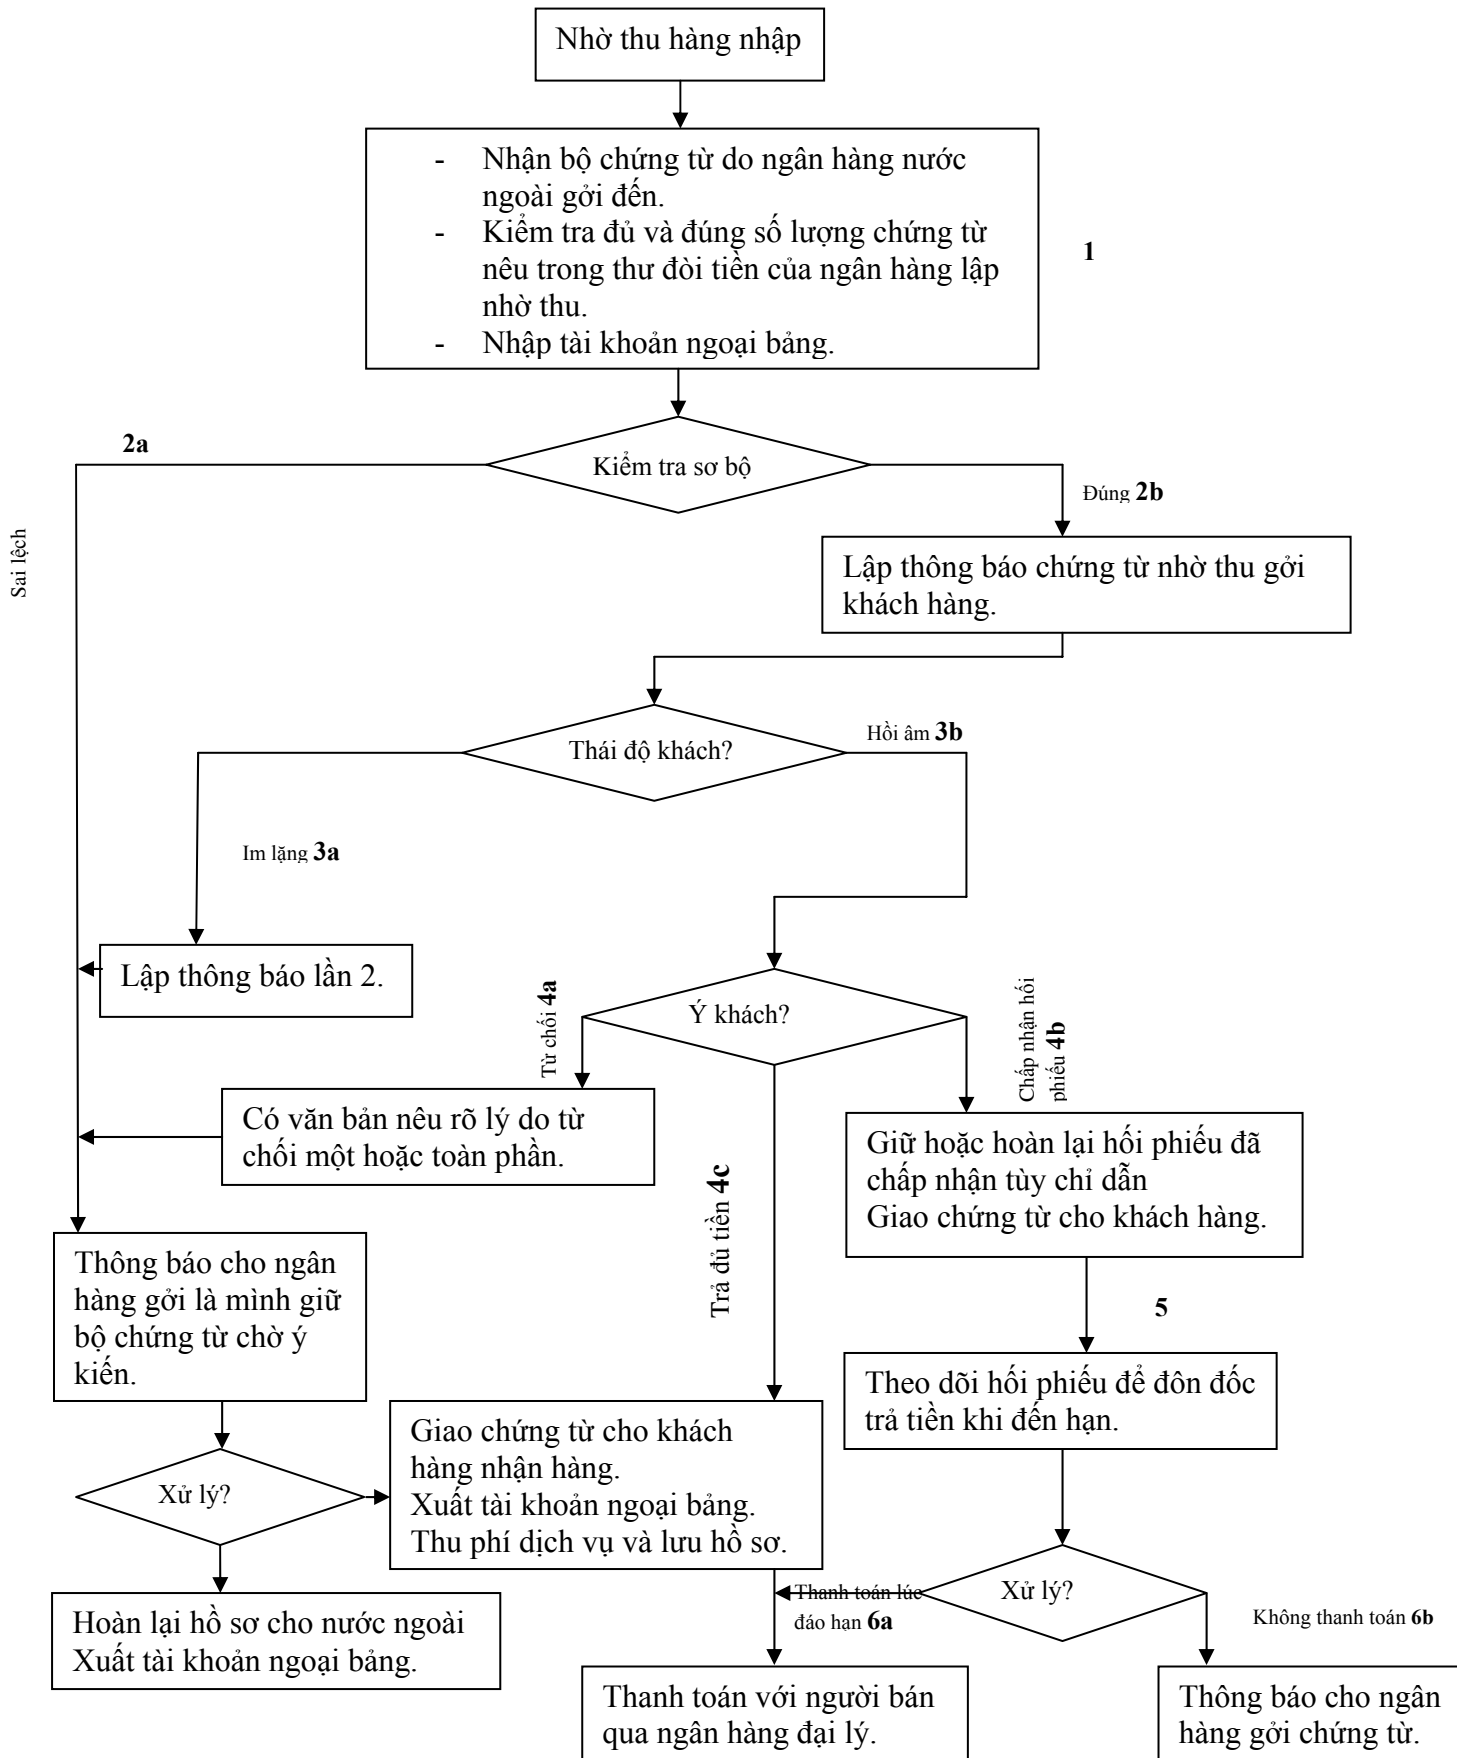 Nhờ thu hàng nhập
- Nhận bộ chứng từ do ngân hàng nước
ngoài gởi đến.
- Kiểm tra đủ và đúng số lượng chứng từ
nêu trong thư đòi tiền của ngân hàng lập
nhờ thu.
- Nhập tài khoản ngoại bảng.
1
2a
Kiểm tra sơ bộ
Đúng 2b
Sai lệch
Lập thông báo chứng từ nhờ thu gởi
khách hàng.
Hồi âm 3b
Thái độ khách?
Im lặng 3a
Lập thông báo lần 2.
Ý khách?
Từ chối 4a
Chấp nhận hối
phiếu 4b
Có văn bản nêu rõ lý do từ
chối một hoặc toàn phần.
Giữ hoặc hoàn lại hối phiếu đã
chấp nhận tùy chỉ dẫn
Giao chứng từ cho khách hàng.
Trả đủ tiền 4c
Thông báo cho ngân
hàng gởi là mình giữ
bộ chứng từ chờ ý
kiến.
5
Theo dõi hối phiếu để đôn đốc
trả tiền khi đến hạn.
Giao chứng từ cho khách
hàng nhận hàng.
Xuất tài khoản ngoại bảng.
Thu phí dịch vụ và lưu hồ sơ.
Xử lý?
Xử lý?
Thanh toán lúc
đáo hạn 6a
Không thanh toán 6b
Hoàn lại hồ sơ cho nước ngoài
Xuất tài khoản ngoại bảng.
Thanh toán với người bán
qua ngân hàng đại lý.
Thông báo cho ngân
hàng gởi chứng từ.